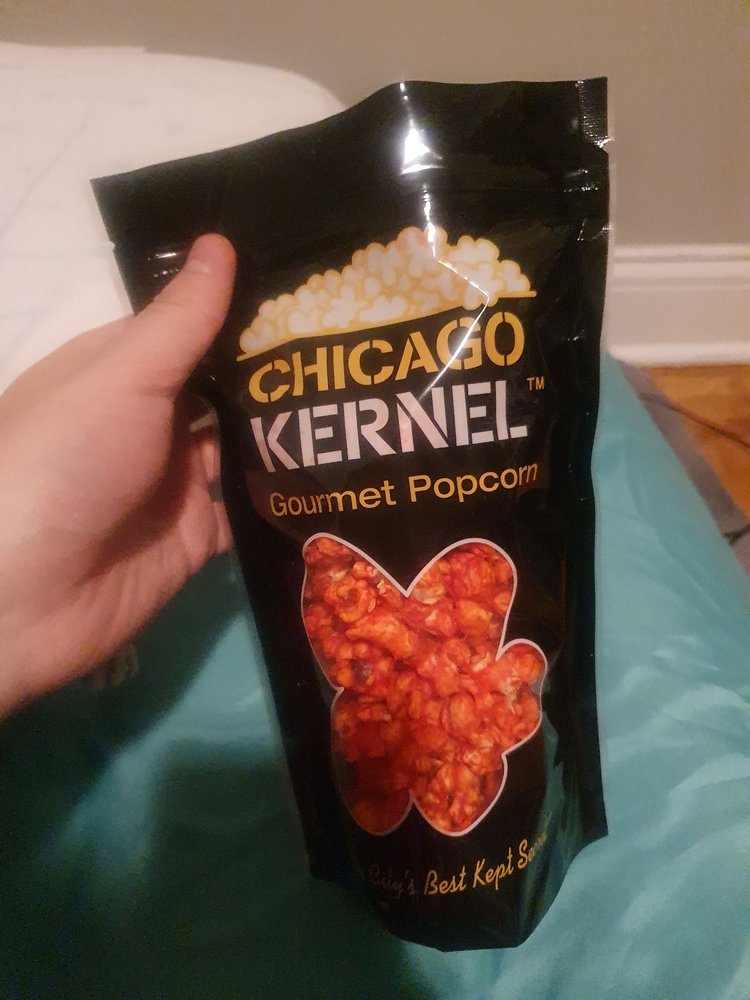 CHICAGO
KERNEL™
Gourmet Popcorn
City's Best Kept